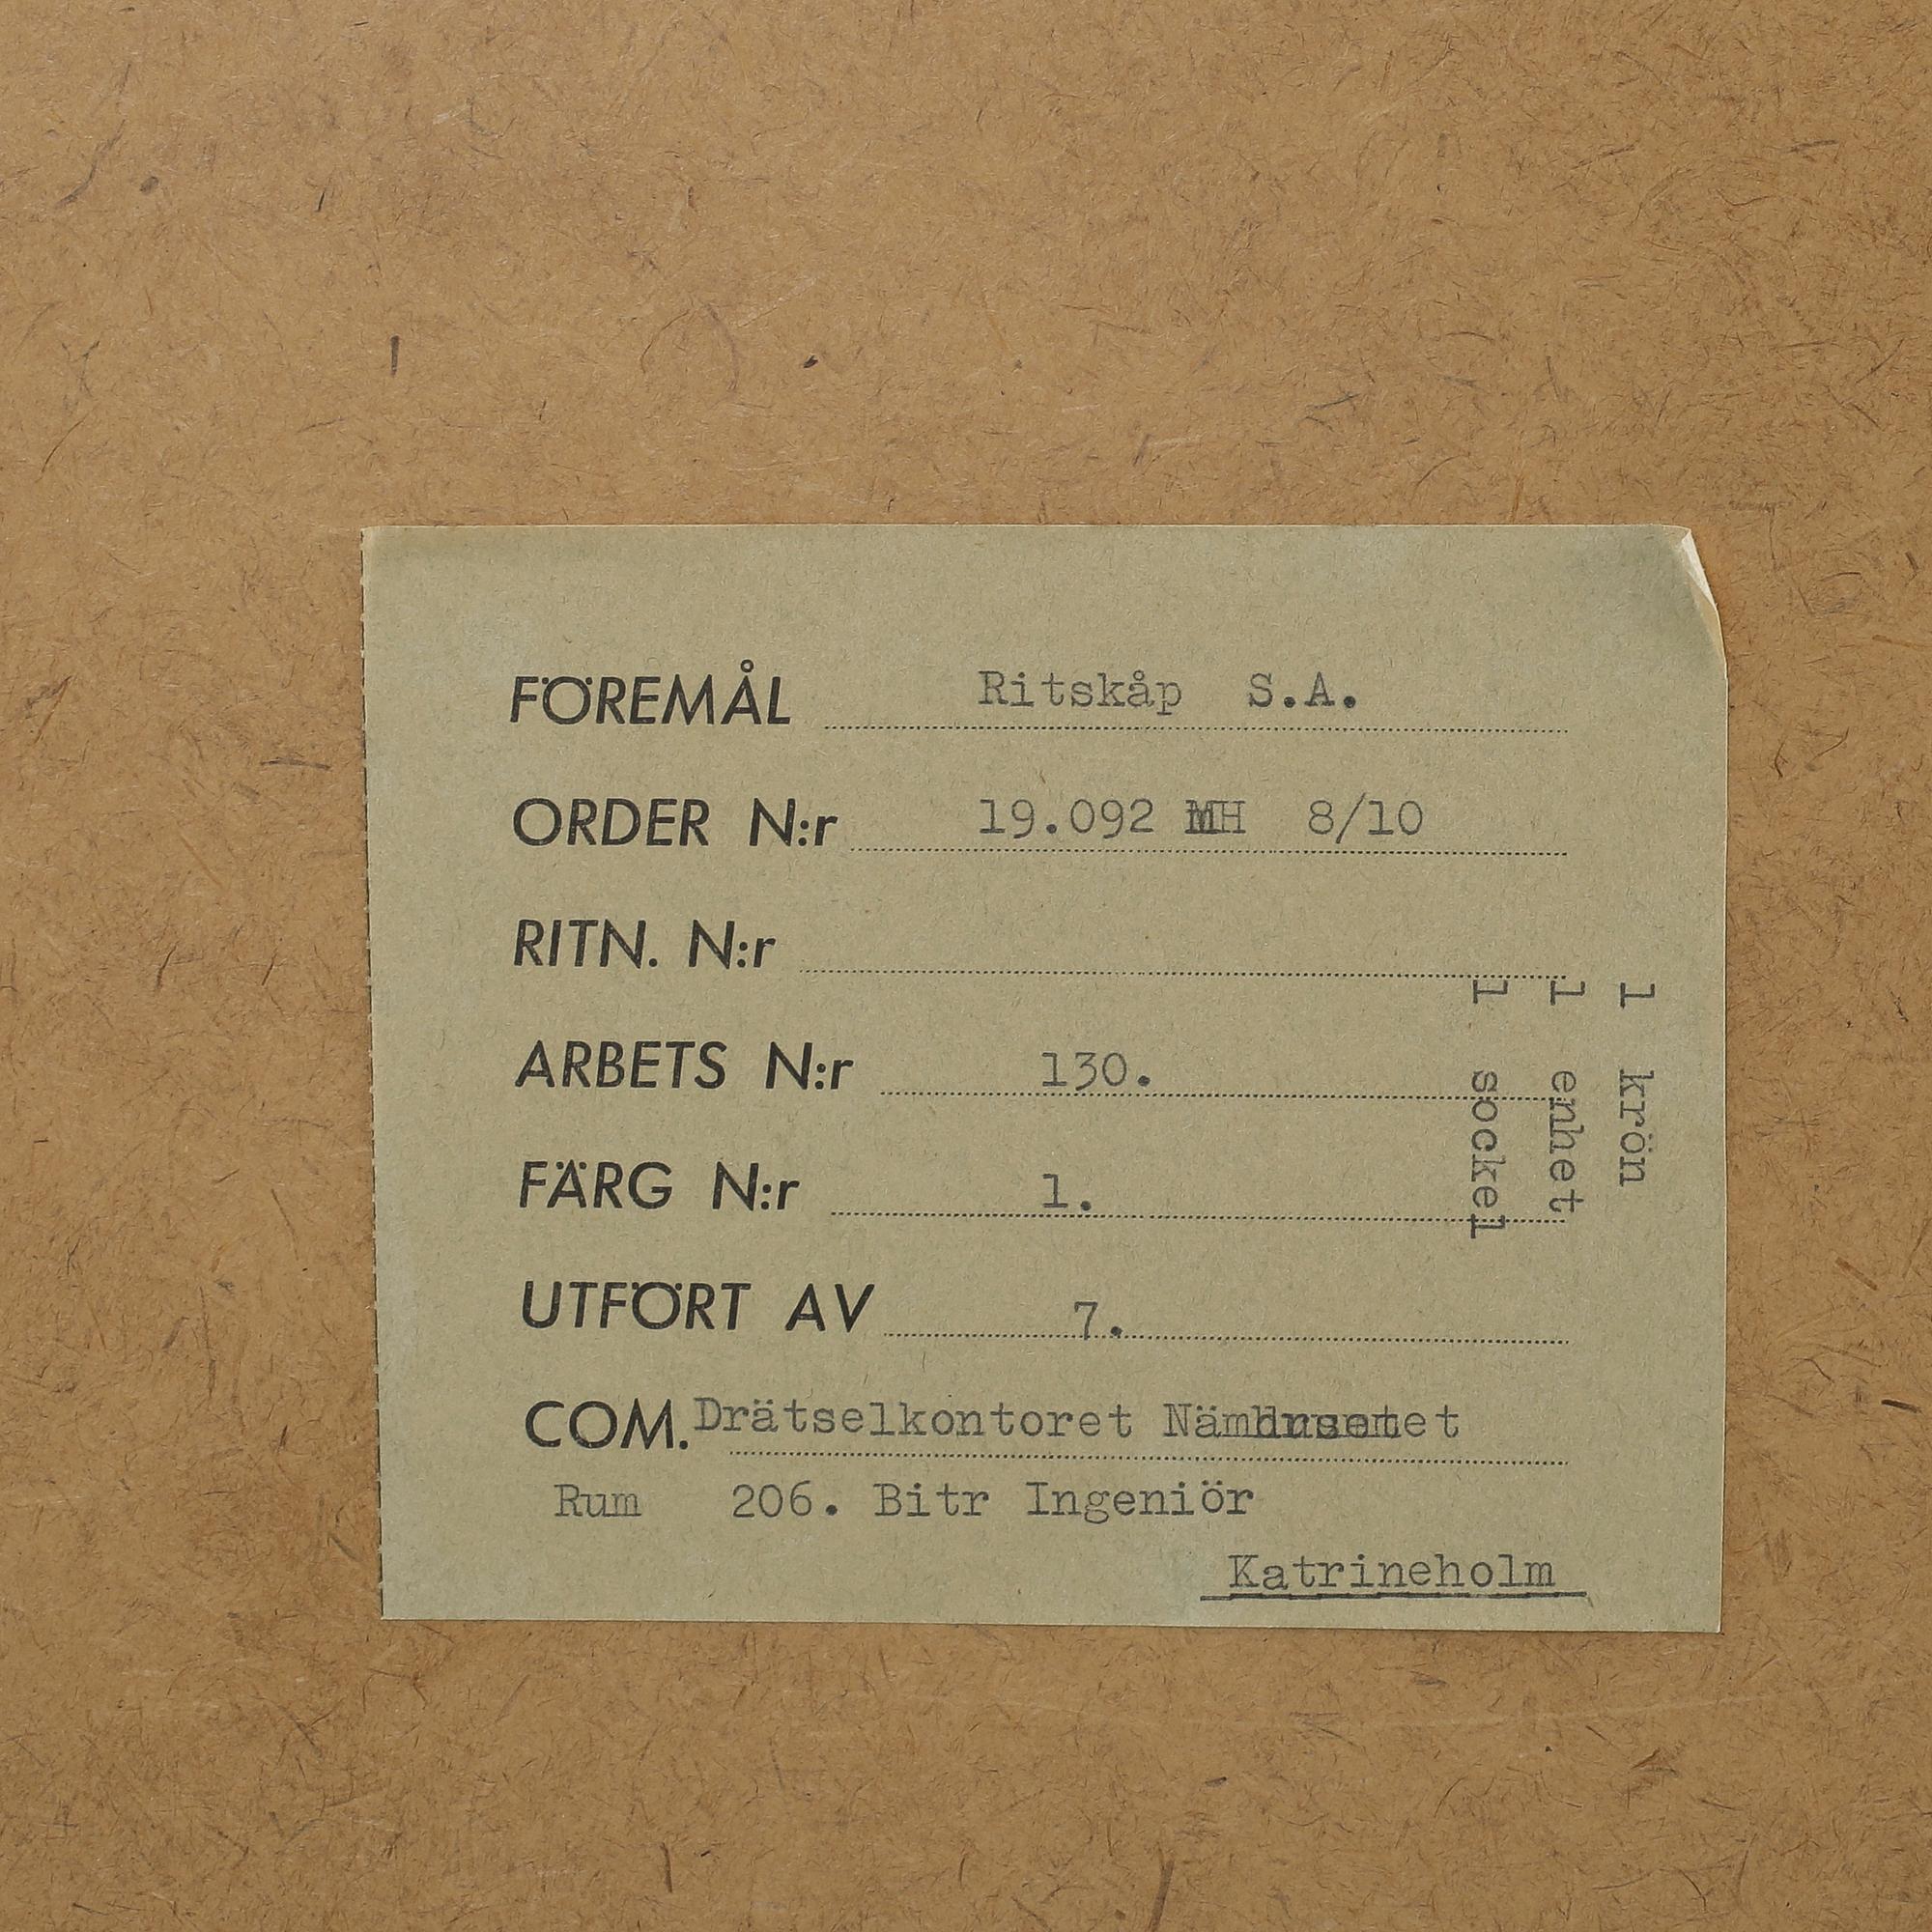 FÖREMÅL Ritskåp S.A.
ORDER N:r 19.092 MH 8/10
RITN. N:r
ARBETS N:r 130.
FÄRG N:r 1.
UTFÖRT AV 7.
COM. Drätselkontoret
Rum 206. Bitr Ingeniör
Katrineholm
1 krön
1 enhet
1 sockel